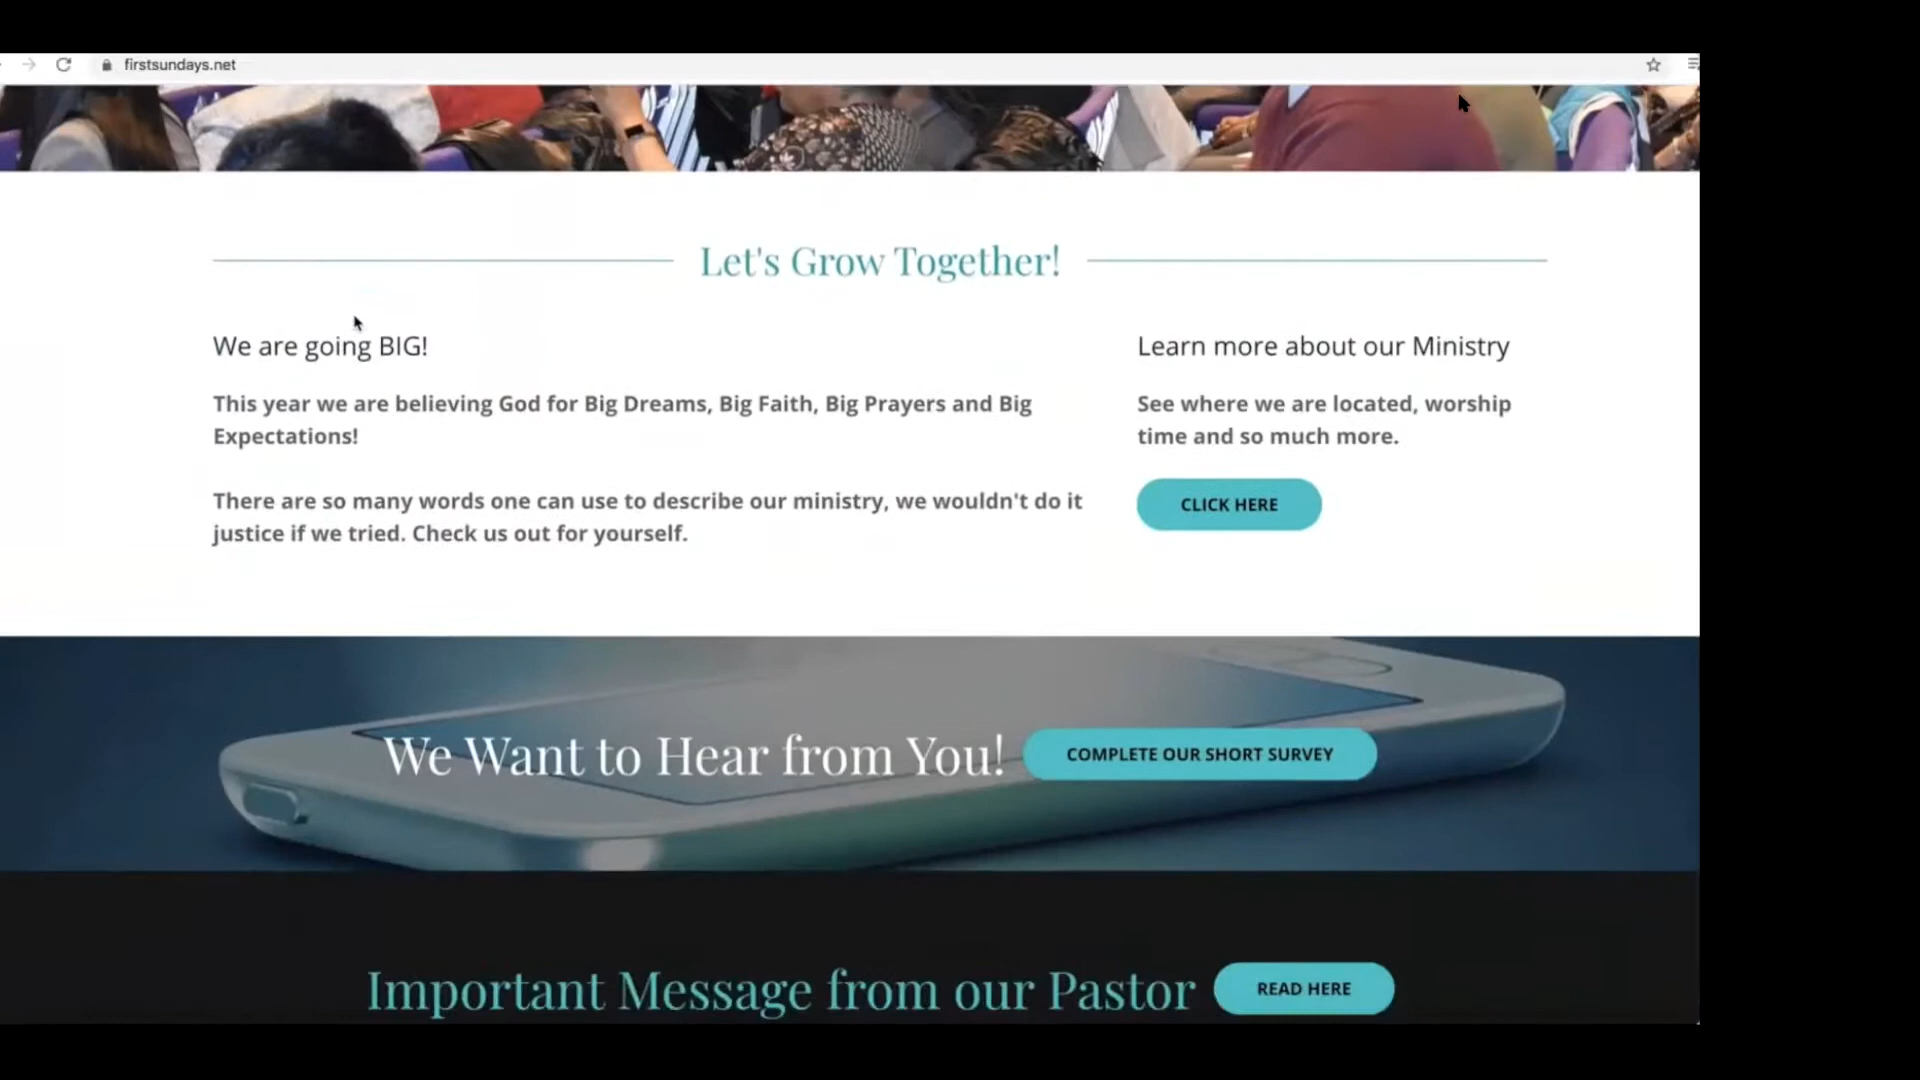 firstsundays.net
Let's Grow Together!
We are going BIG!
This year we are believing God for Big Dreams, Big Faith, Big Prayers and Big
Expectations!
There are so many words one can use to describe our ministry, we wouldn't do it
justice if we tried. Check us out for yourself.
Learn more about our Ministry
See where we are located, worship
time and so much more.
CLICK HERE
We Want to Hear from You!
COMPLETE OUR SHORT SURVEY
Important Message from our Pastor
READ HERE